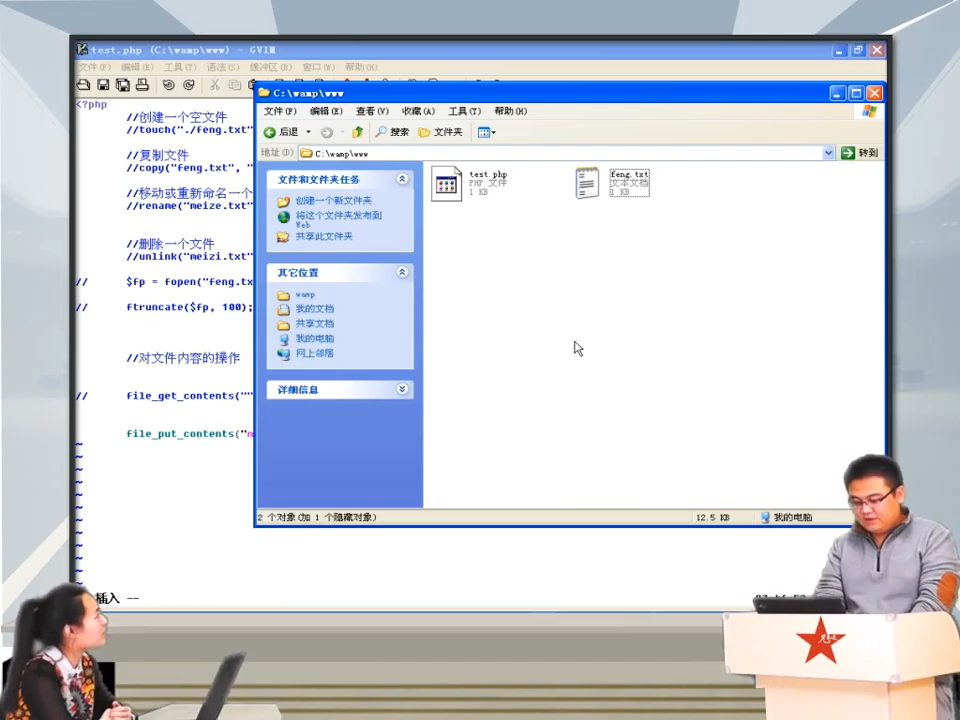 test.php (C:\wamp\www) - GVIM
文件(F) 编辑(E) 工具(T) 语法(S) 缓冲区(B) 窗口(W) 帮助(H)
<?php
//创建一个空文件
//touch("./feng.txt"
//复制文件
//copy("feng.txt", "
//移动或重新命名一个
//rename("meize.txt"
//删除一个文件
//unlink("meizi.txt"
// $fp = fopen("feng.tx
// ftruncate($fp, 100);
//对文件内容的操作
// file_get_contents(""
file_put_contents("m
~
~
~
~
~
~
~
~
~
~
~
~
插入 --
C:\wamp\www
文件(F) 编辑(E) 查看(V) 收藏(A) 工具(T) 帮助(H)
后退 搜索 文件夹
地址(D) C:\wamp\www 转到
文件和文件夹任务
创建一个新文件夹
将这个文件夹发布到
Web
共享此文件夹
其它位置
wamp
我的文档
共享文档
我的电脑
网上邻居
详细信息
test.php
PHP 文件
1 KB
feng.txt
文本文档
1 KB
2 个对象(加 1 个隐藏对象) 12.5 KB 我的电脑